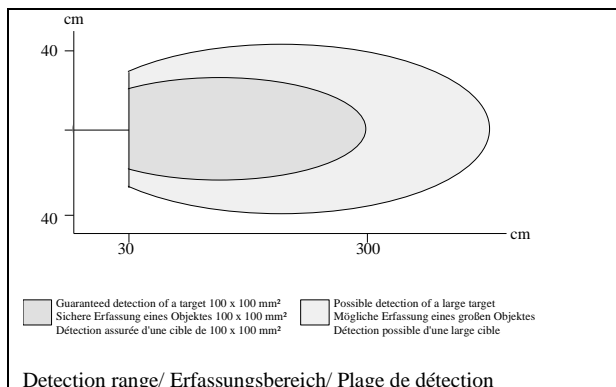 cm
40
40
30
300
cm
Guaranteed detection of a target 100 x 100 mm²
Sichere Erfassung eines Objektes 100 x 100 mm²
Détection assurée d'une cible de 100 x 100 mm²
Possible detection of a large target
Mögliche Erfassung eines großen Objektes
Détection possible d'une large cible
Detection range/ Erfassungsbereich/ Plage de détection